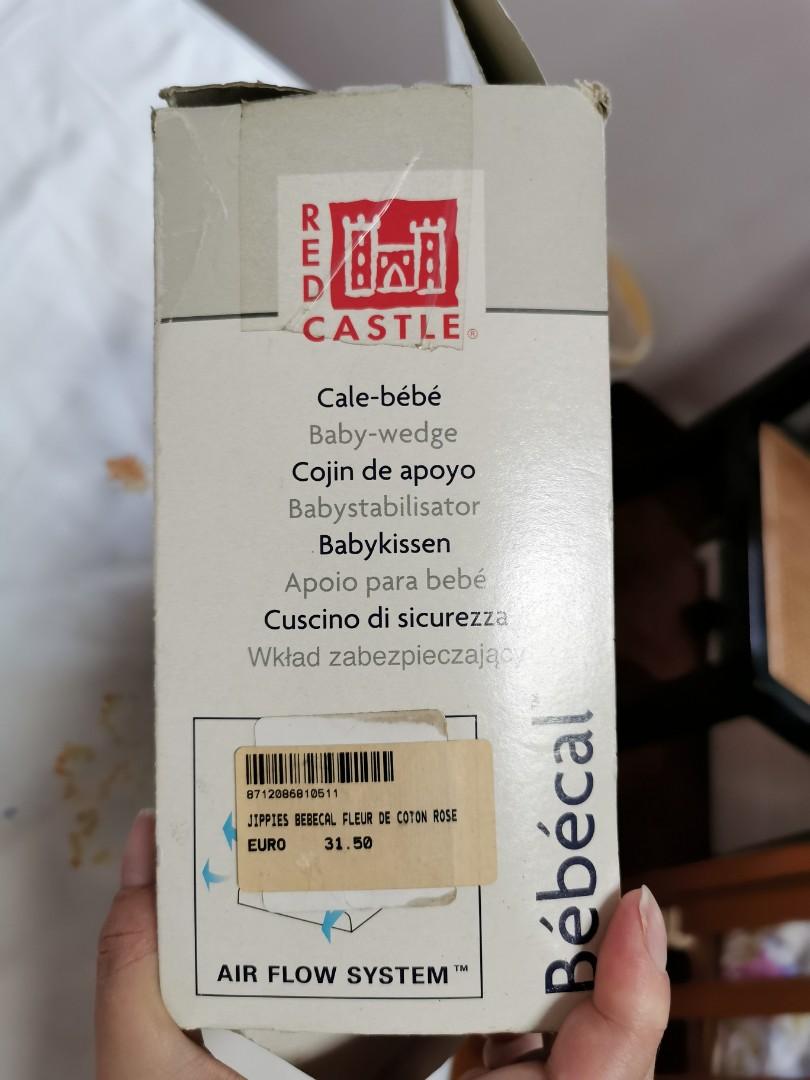 RED
CASTLE®
Cale-bébé
Baby-wedge
Cojin de apoyo
Babystabilisator
Babykissen
Apoio para bebé
Cuscino di sicurezza
Wkład zabezpieczający
8712086810511
JIPPIES BEBECAL FLEUR DE COTON ROSE
EURO 31.50
AIR FLOW SYSTEM™
Bébécal™